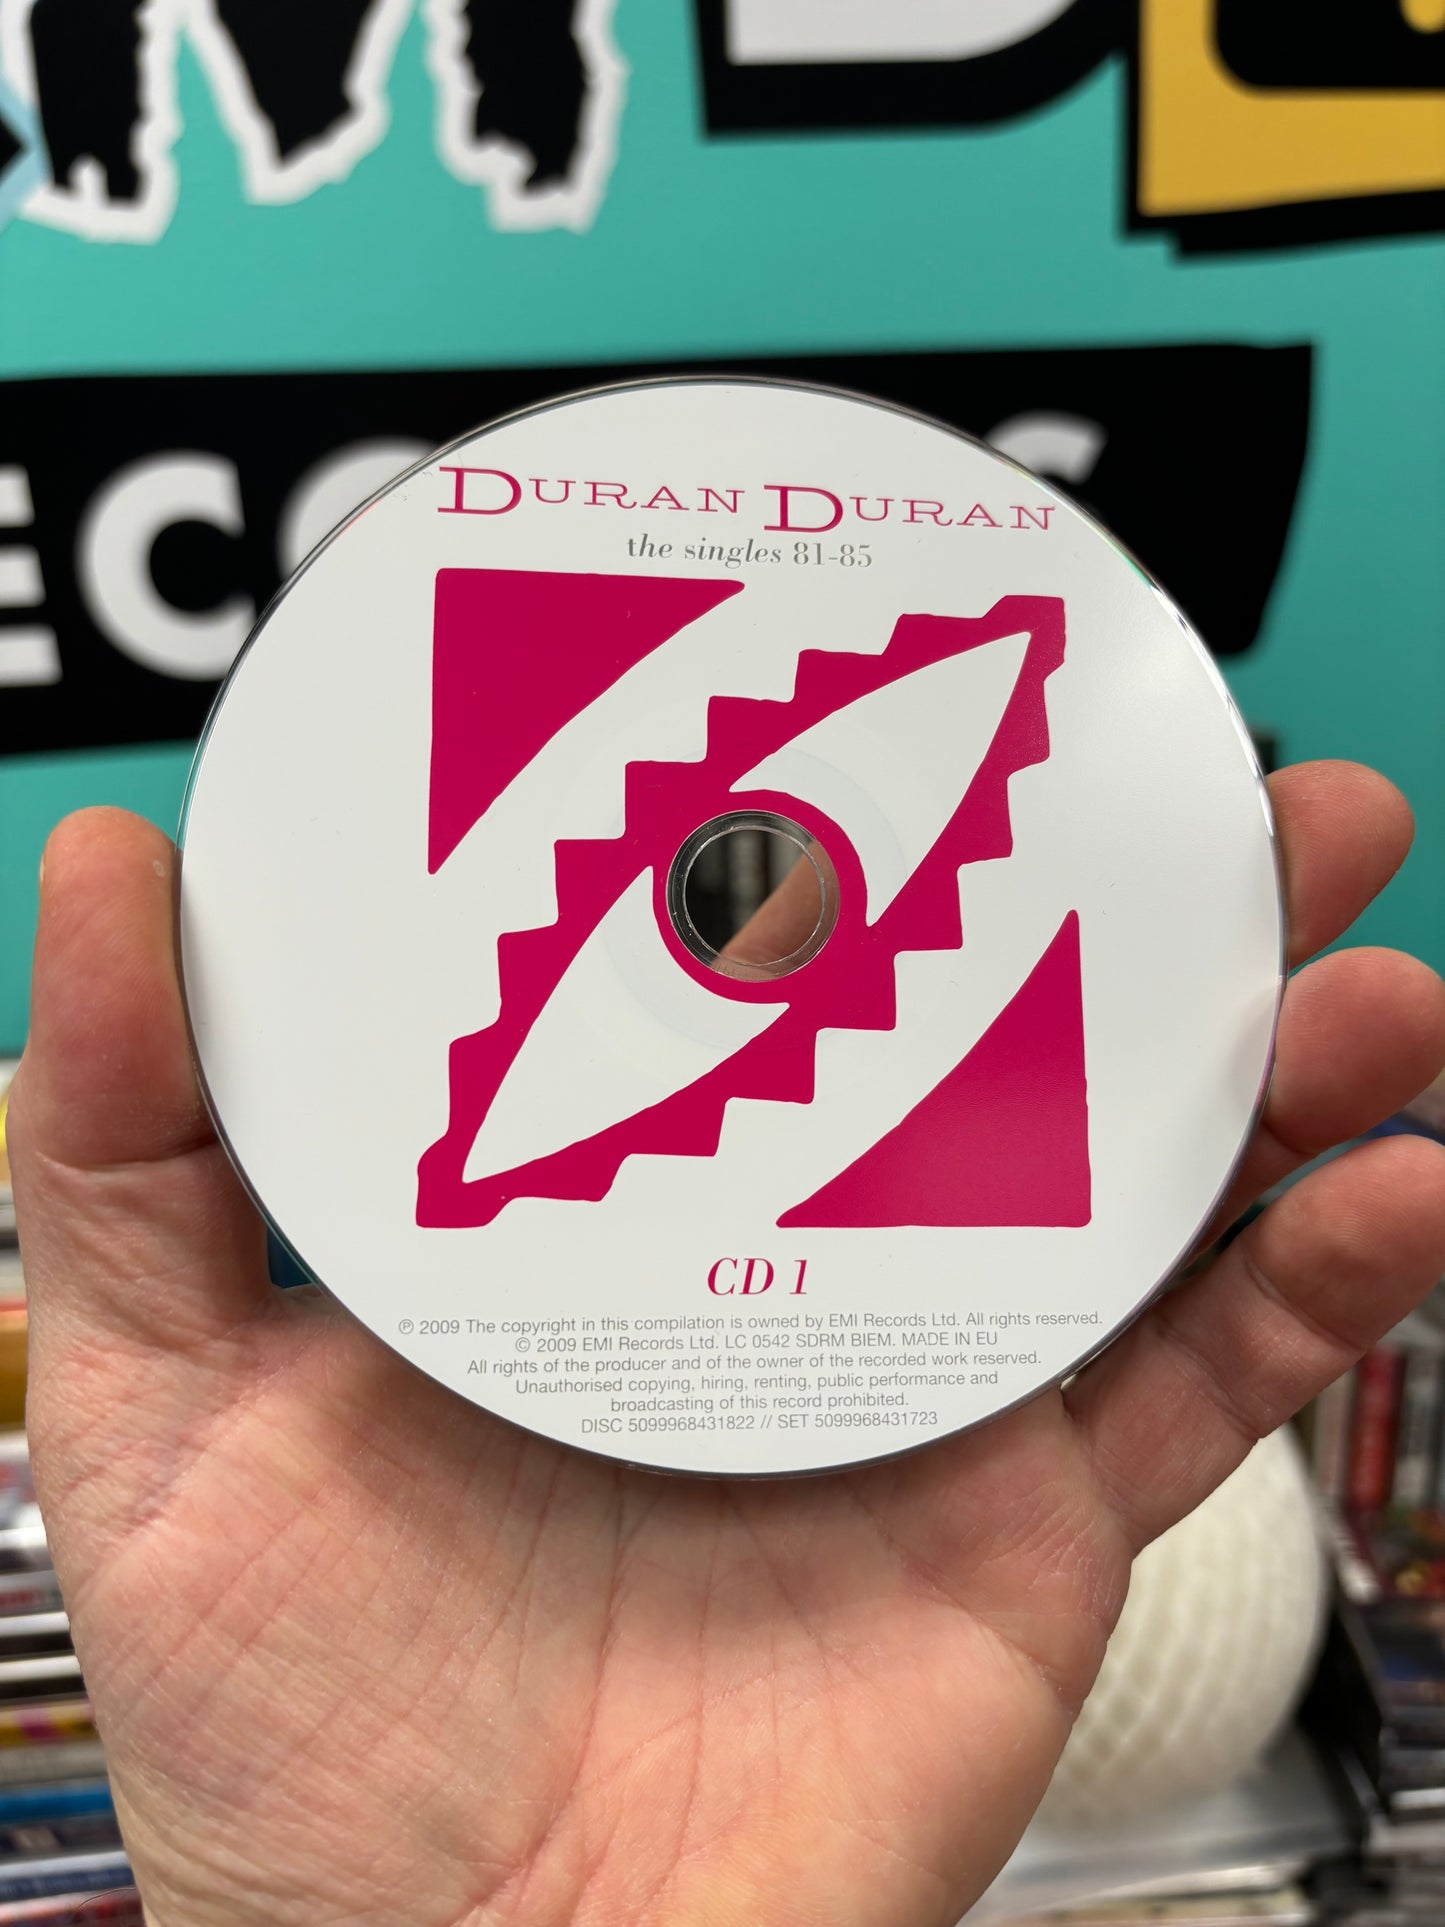 ECO S
DURAN DURAN
the singles 81-85
CD 1
℗ 2009 The copyright in this compilation is owned by EMI Records Ltd. All rights reserved.
© 2009 EMI Records Ltd. LC 0542 SDRM BIEM. MADE IN EU
All rights of the producer and of the owner of the recorded work reserved.
Unauthorised copying, hiring, renting, public performance and
broadcasting of this record prohibited.
DISC 5099968431822 // SET 5099968431723